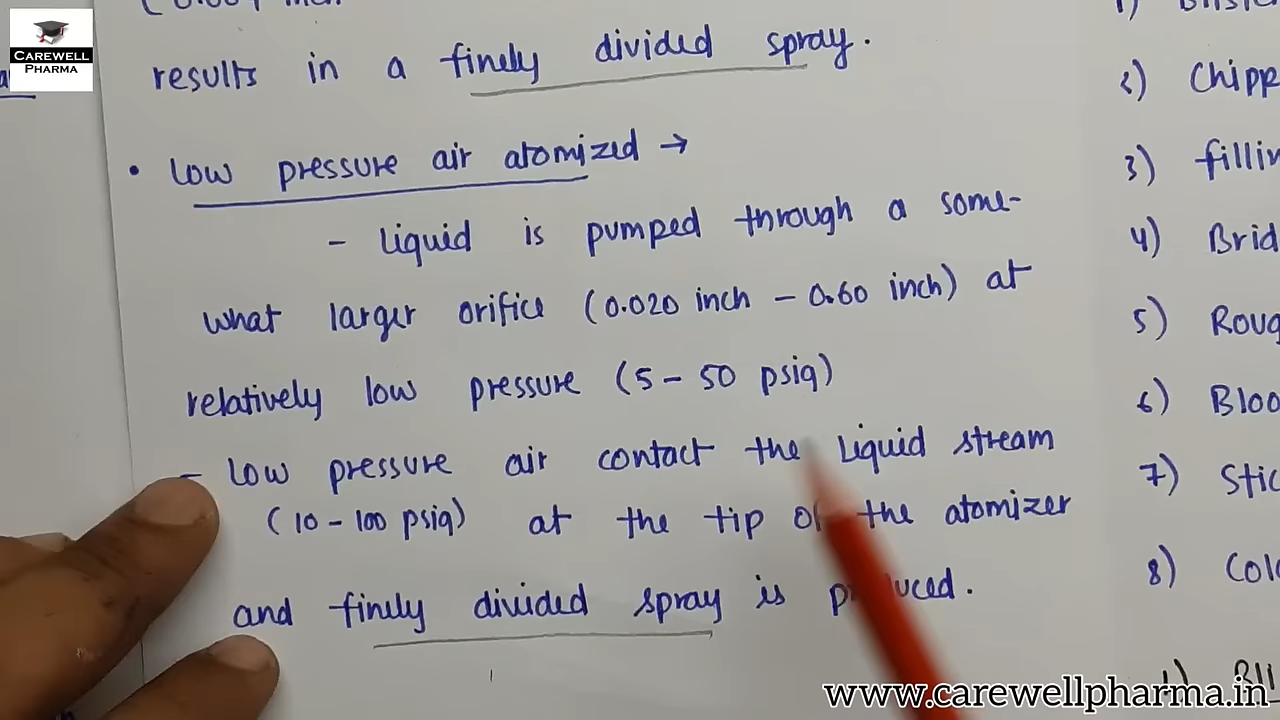 CAREWELL
PHARMA
results in a finely divided spray.
• Low pressure air atomized →
- Liquid is pumped through a some-
what larger orifice (0.020 inch - 0.60 inch) at
relatively low pressure (5 - 50 psig)
- Low pressure air contact the Liquid stream
(10 - 100 psig) at the tip of the atomizer
and finely divided spray is produced.
1)
2) Chipp
3) fillin
4) Brid
5) Roug
6) Bloo
7) Stic
8) Colo
www.carewellpharma.in